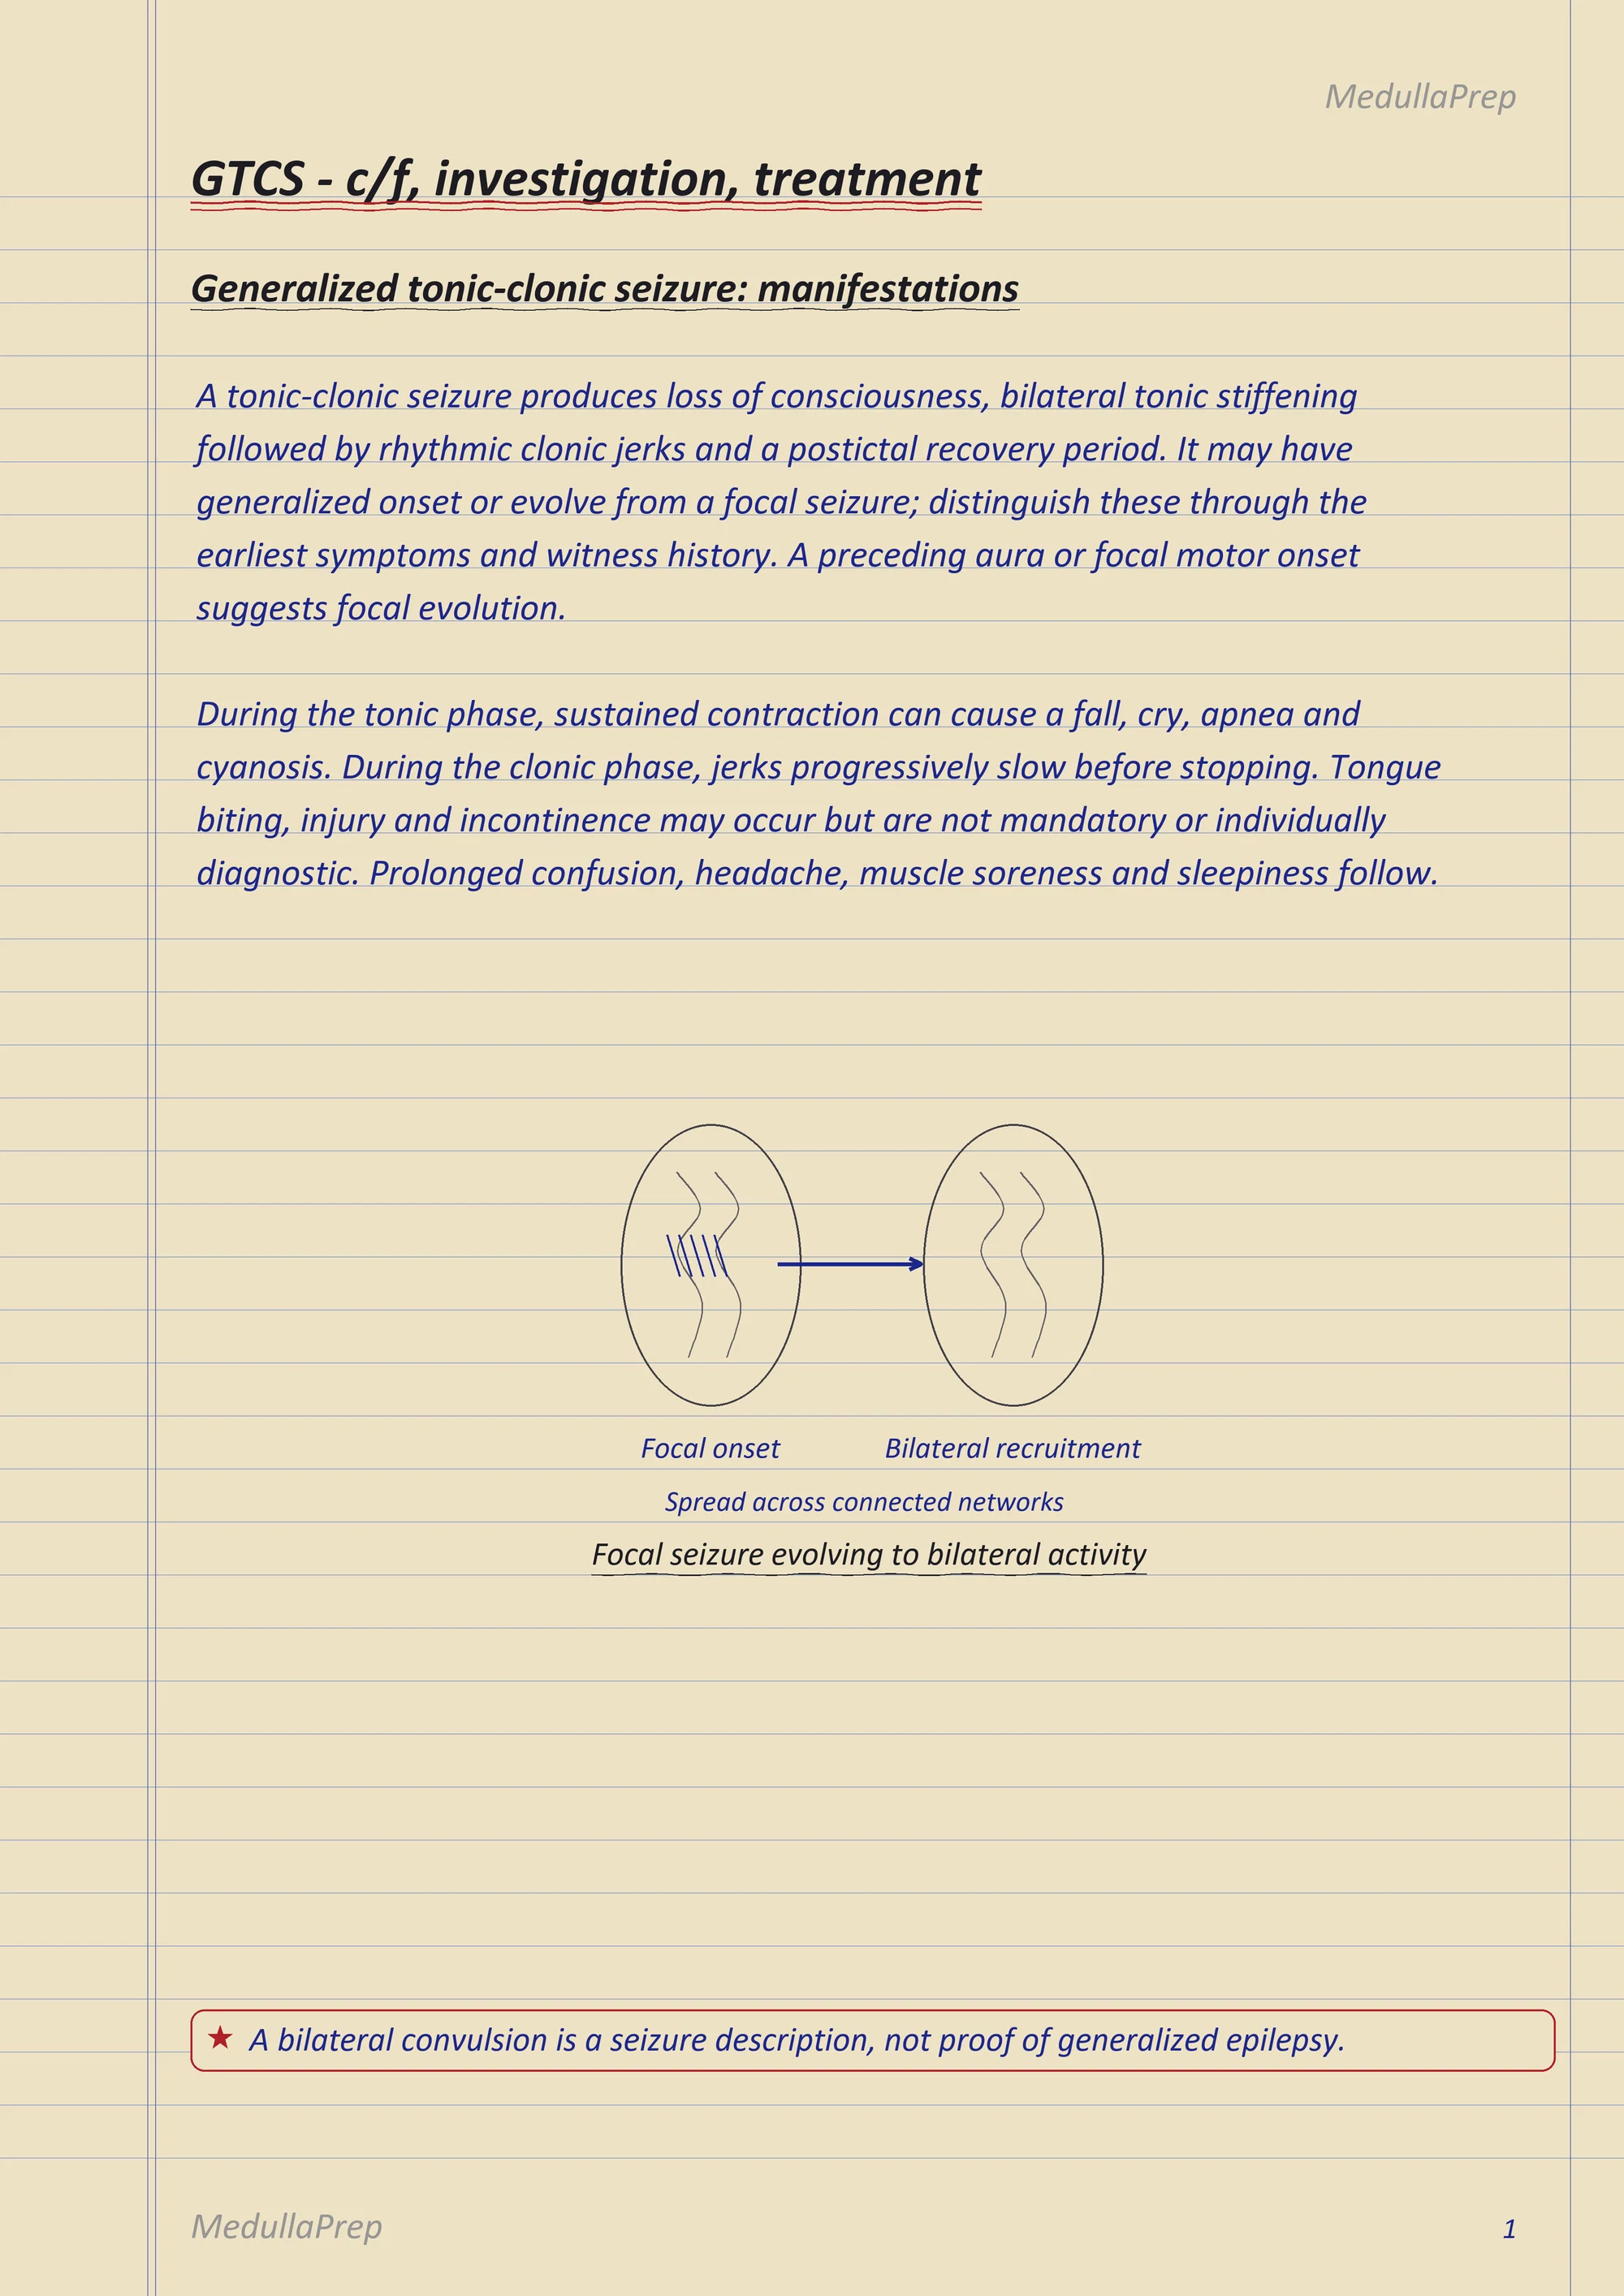 MedullaPrep
GTCS - c/f, investigation, treatment
Generalized tonic-clonic seizure: manifestations
A tonic-clonic seizure produces loss of consciousness, bilateral tonic stiffening
followed by rhythmic clonic jerks and a postictal recovery period. It may have
generalized onset or evolve from a focal seizure; distinguish these through the
earliest symptoms and witness history. A preceding aura or focal motor onset
suggests focal evolution.
During the tonic phase, sustained contraction can cause a fall, cry, apnea and
cyanosis. During the clonic phase, jerks progressively slow before stopping. Tongue
biting, injury and incontinence may occur but are not mandatory or individually
diagnostic. Prolonged confusion, headache, muscle soreness and sleepiness follow.
Focal onset Bilateral recruitment
Spread across connected networks
Focal seizure evolving to bilateral activity
★ A bilateral convulsion is a seizure description, not proof of generalized epilepsy.
MedullaPrep 1